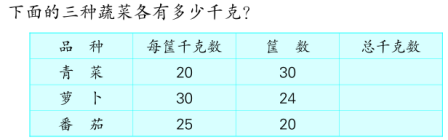 下面的三种蔬菜各有多少千克?
品 种 每筐千克数 筐 数 总千克数
青 菜 20 30
萝 卜 30 24
番 茄 25 20